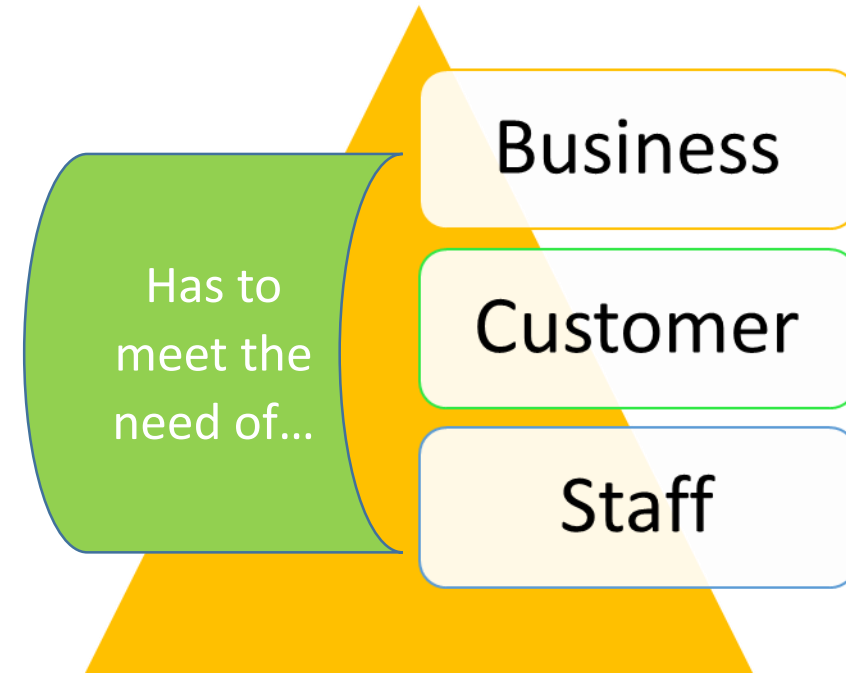 Has to
meet the
need of...
Business
Customer
Staff